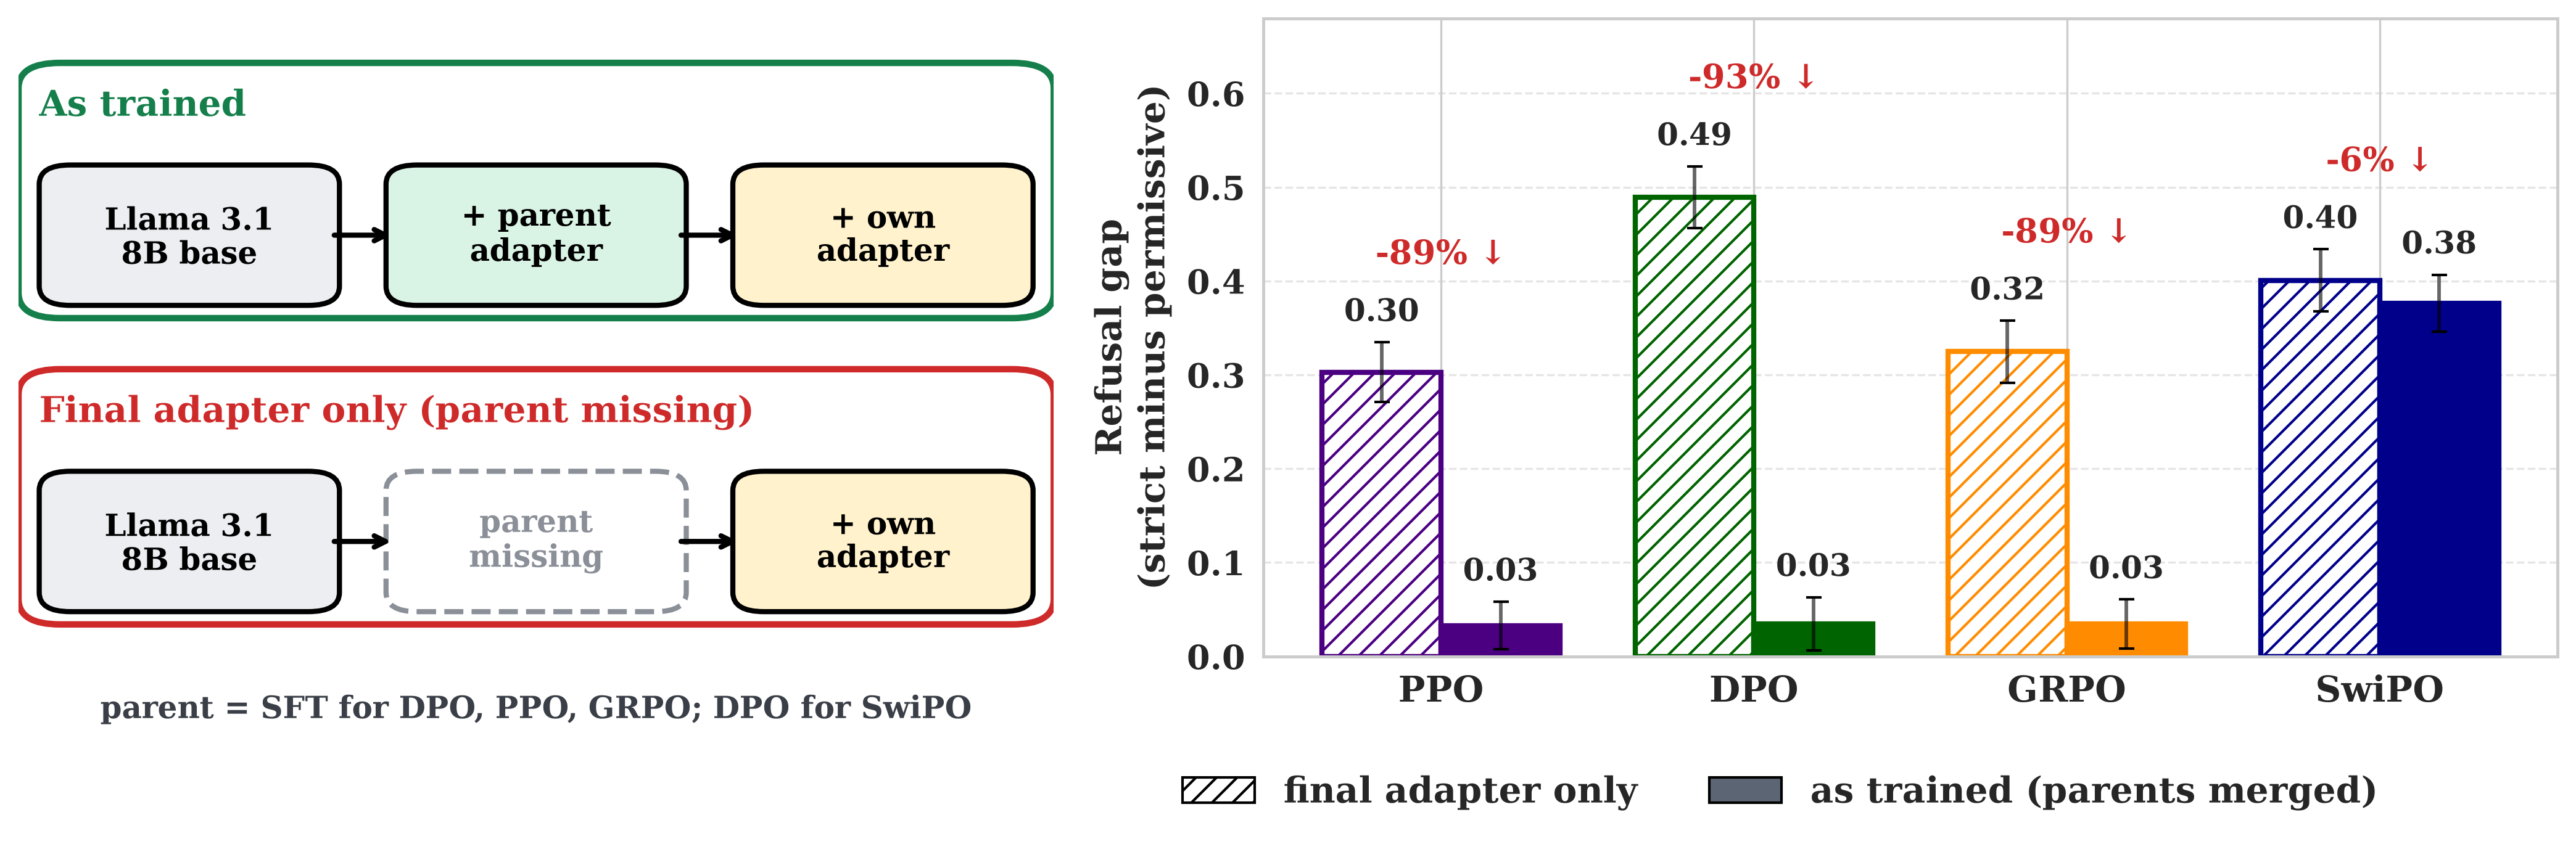 As trained
Llama 3.1
8B base
+ parent
adapter
+ own
adapter
Final adapter only (parent missing)
Llama 3.1
8B base
parent
missing
+ own
adapter
parent = SFT for DPO, PPO, GRPO; DPO for SwiPO
Refusal gap
(strict minus permissive)
0.6
0.5
0.4
0.3
0.2
0.1
0.0
-89% ↓
0.30
0.03
-93% ↓
0.49
0.03
-89% ↓
0.32
0.03
-6% ↓
0.40
0.38
PPO
DPO
GRPO
SwiPO
final adapter only
as trained (parents merged)